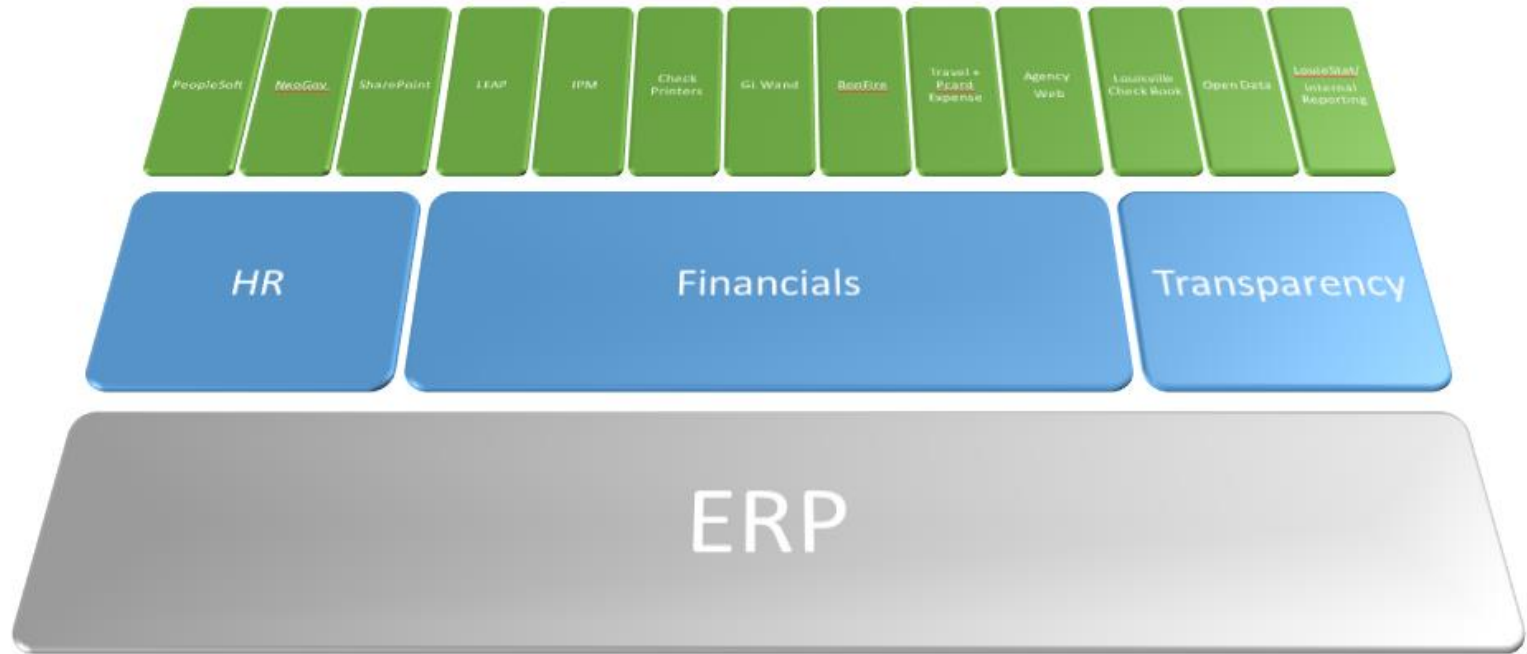 PeopleSoft
NeoGov
SharePoint
LEAP
IPM
Check
Printers
GL Wand
BonFire
Travel +
Pcard
Expense
Agency
Web
Louisville
Check Book
Open Data
LouieStat/
Internal
Reporting
HR
Financials
Transparency
ERP